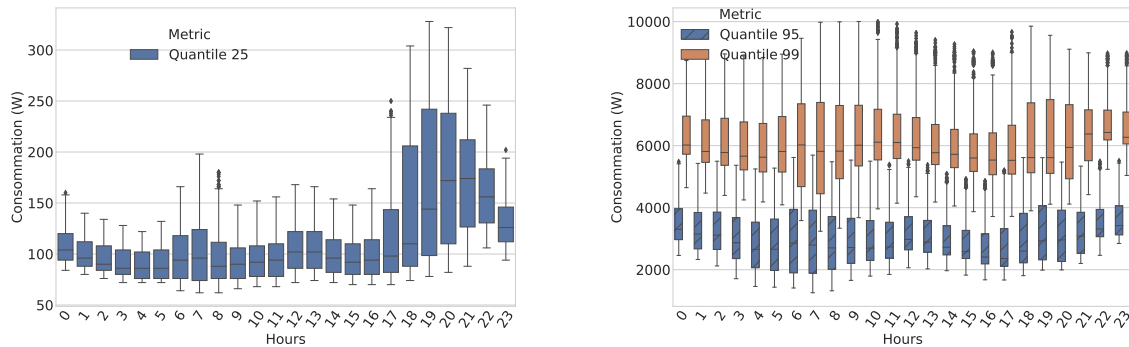 Metric
Quantile 25
300
250
200
150
100
50
Consommation (W)
0 1 2 3 4 5 6 7 8 9 10 11 12 13 14 15 16 17 18 19 20 21 22 23
Hours
Metric
Quantile 95
Quantile 99
10000
8000
6000
4000
2000
Consommation (W)
0 1 2 3 4 5 6 7 8 9 10 11 12 13 14 15 16 17 18 19 20 21 22 23
Hours